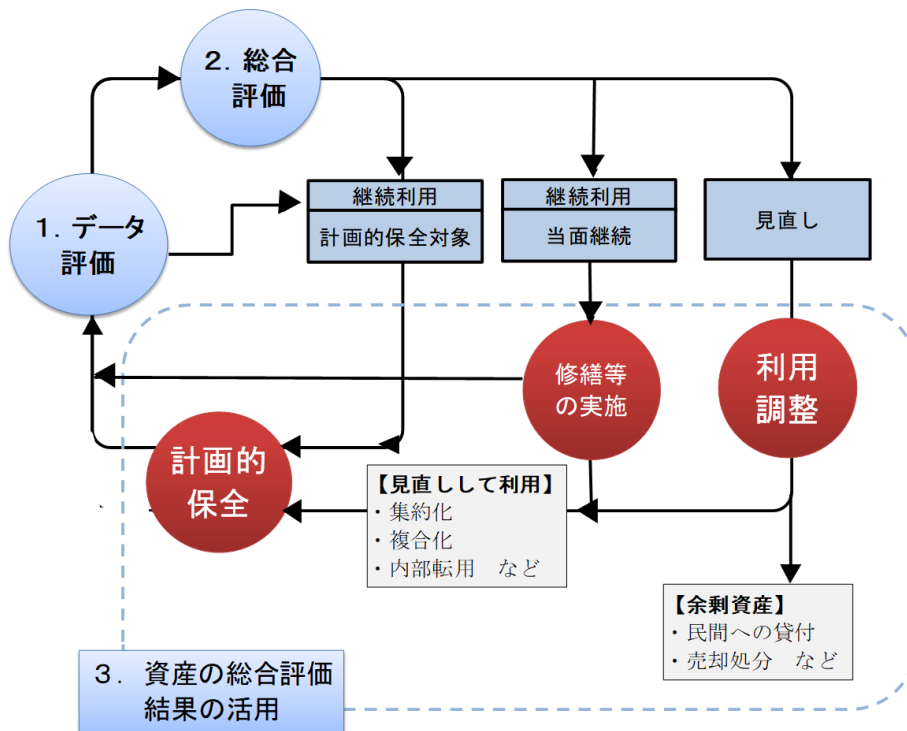 2．総合
評価
1．データ
評価
継続利用
計画的保全対象
継続利用
当面継続
見直し
修繕等
の実施
利用
調整
計画的
保全
【見直しして利用】
・集約化
・複合化
・内部転用　など
【余剰資産】
・民間への貸付
・売却処分　など
3．資産の総合評価
結果の活用